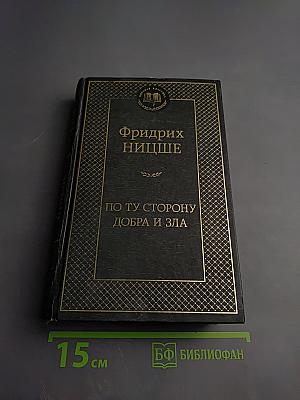 Фридрих
НИЦШЕ
ПО ТУ СТОРОНУ
ДОБРА И ЗЛА
15 см
БФ БИБЛИОФАН